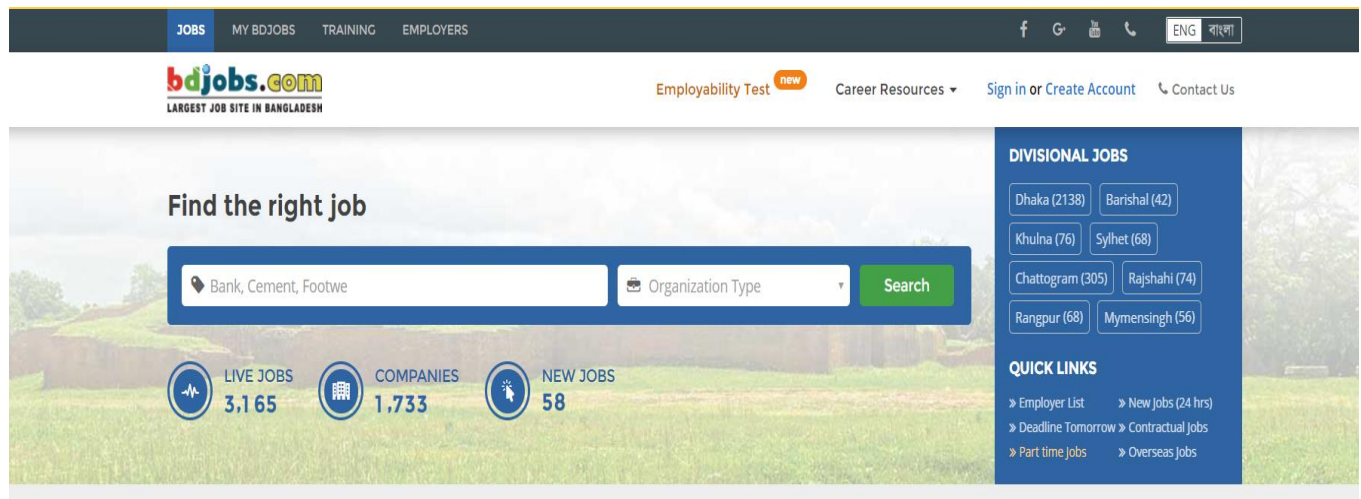 JOBS MY BDJOBS TRAINING EMPLOYERS ENG বাংলা
bdjobs.com
LARGEST JOB SITE IN BANGLADESH
Employability Test new Career Resources Sign in or Create Account Contact Us
Find the right job
Bank, Cement, Footwe Organization Type Search
LIVE JOBS
3,165
COMPANIES
1,733
NEW JOBS
58
DIVISIONAL JOBS
Dhaka (2138) Barishal (42)
Khulna (76) Sylhet (68)
Chattogram (305) Rajshahi (74)
Rangpur (68) Mymensingh (56)
QUICK LINKS
» Employer List » New Jobs (24 hrs)
» Deadline Tomorrow » Contractual Jobs
» Part time Jobs » Overseas Jobs